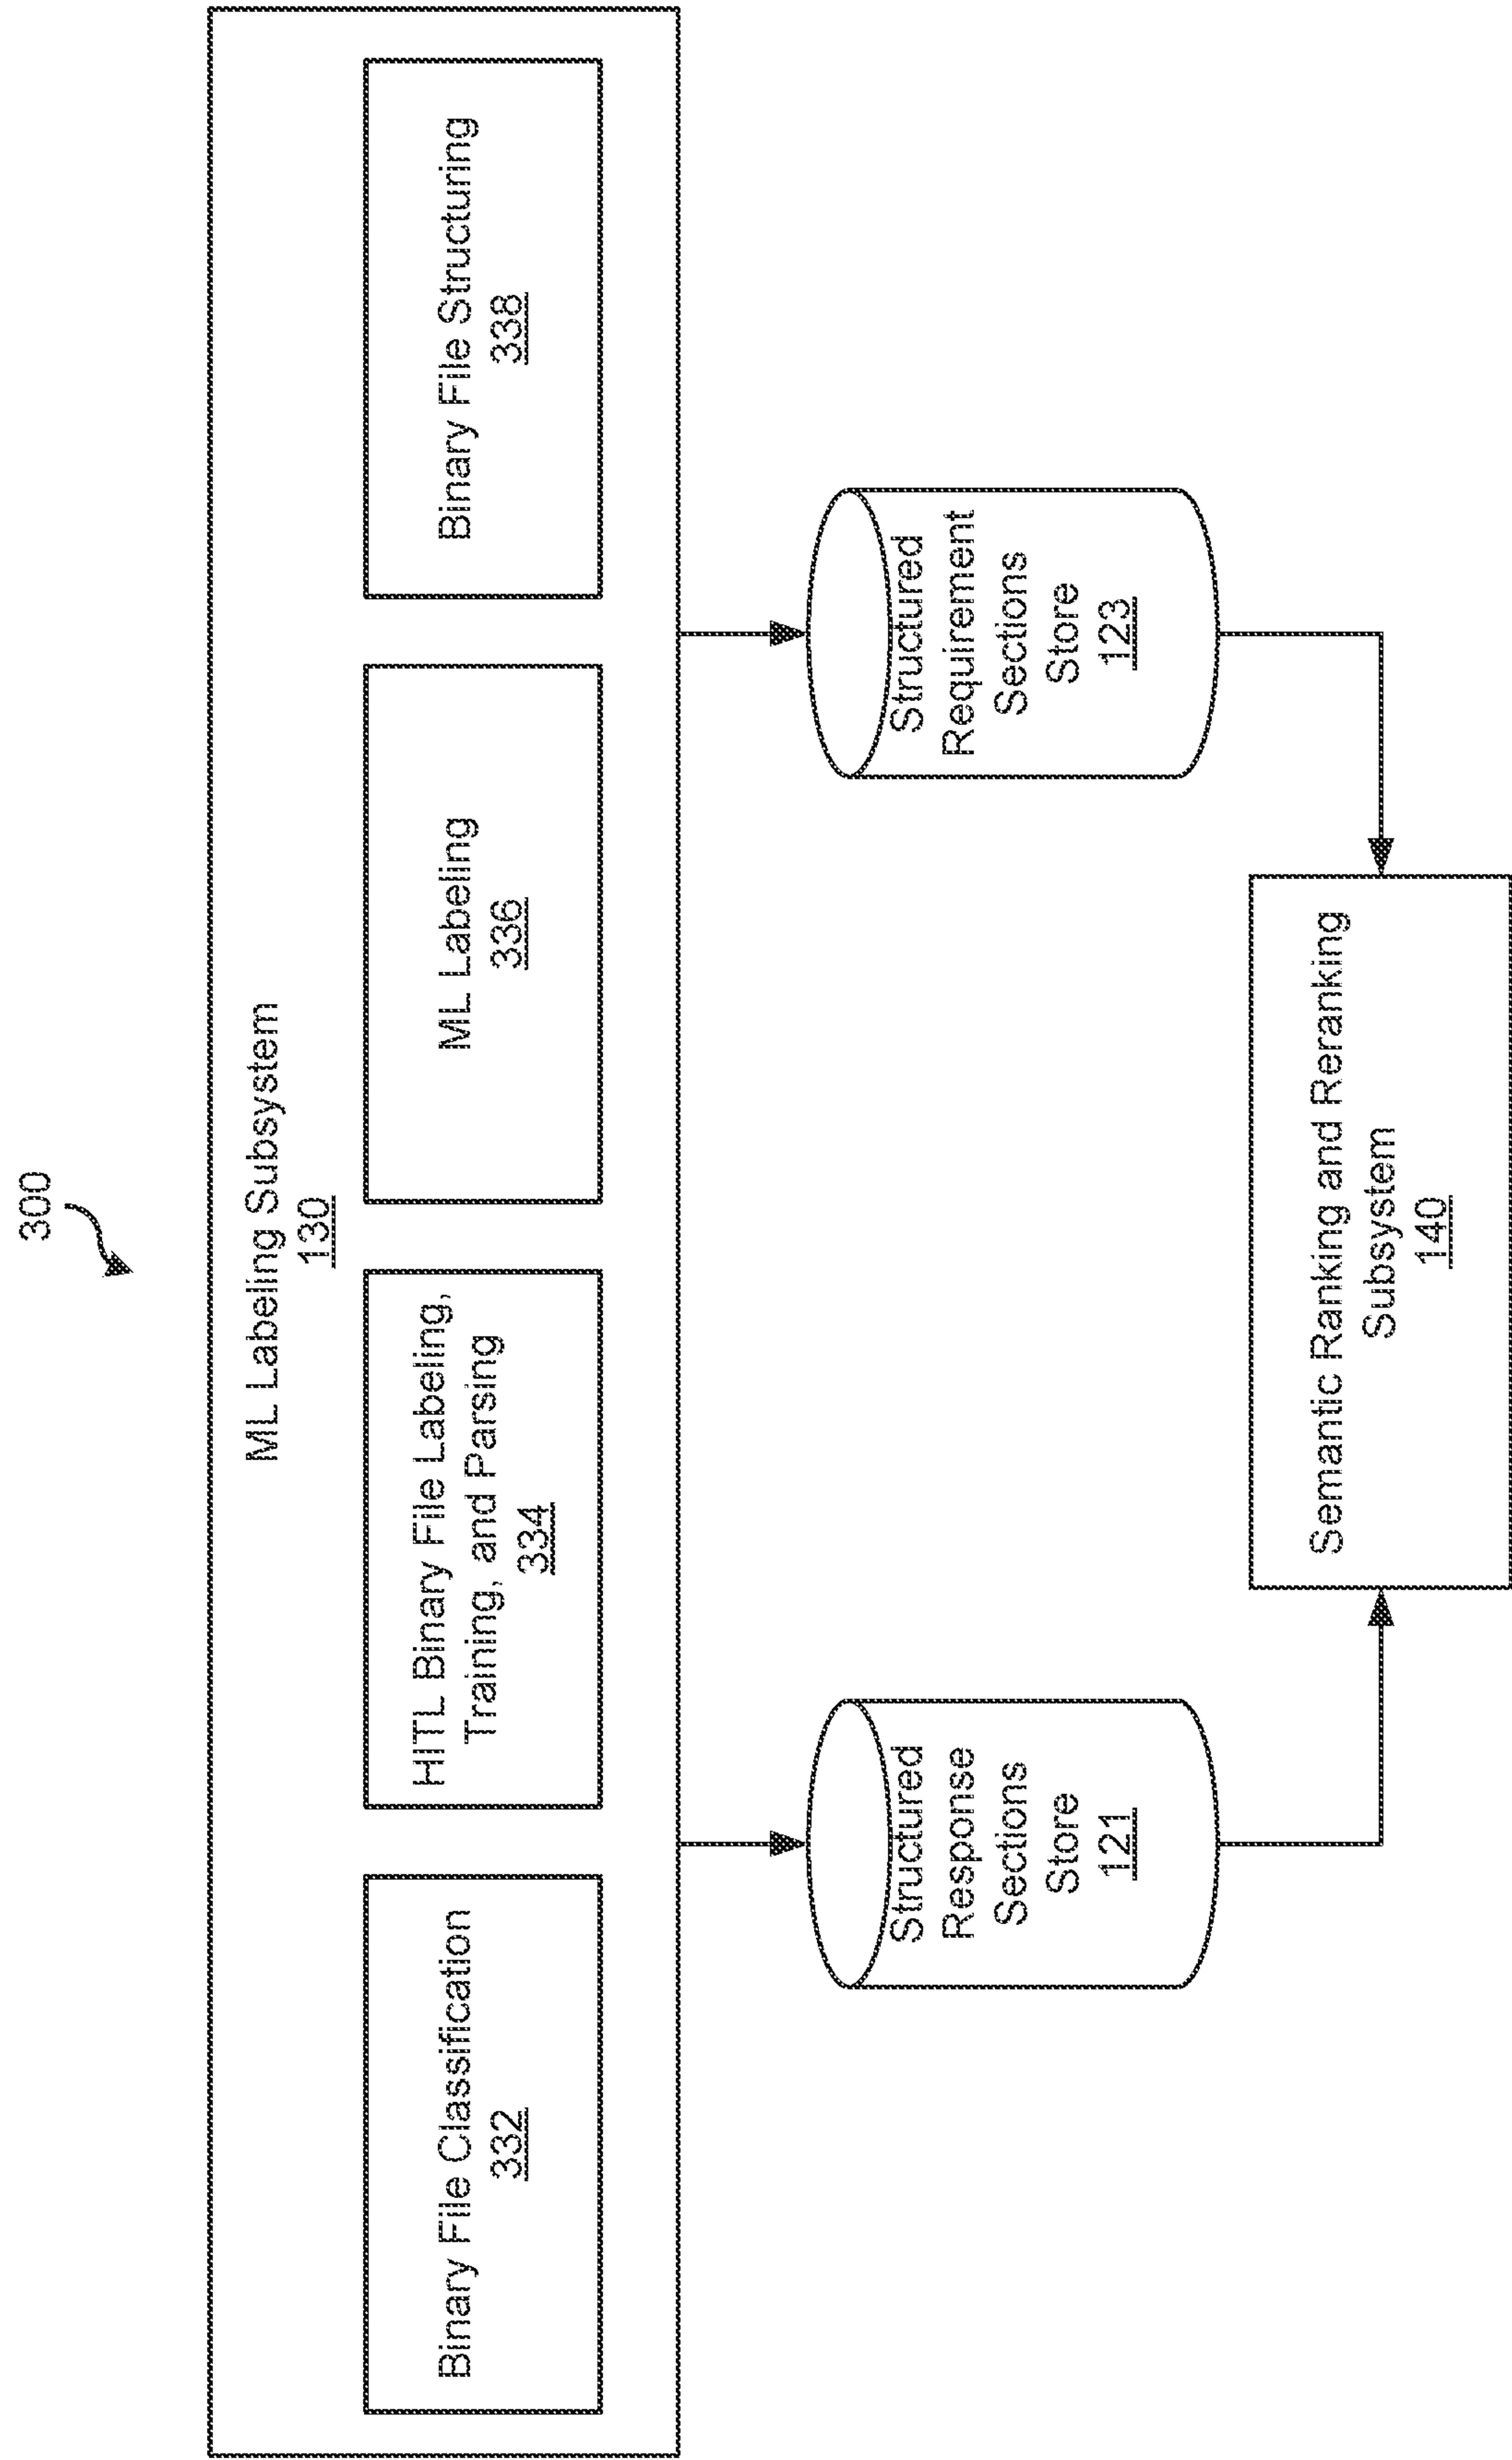 300
ML Labeling Subsystem
130
Binary File Classification
332
HITL Binary File Labeling,
Training, and Parsing
334
ML Labeling
336
Binary File Structuring
338
Structured
Response
Sections
Store
121
Structured
Requirement
Sections
Store
123
Semantic Ranking and Reranking
Subsystem
140